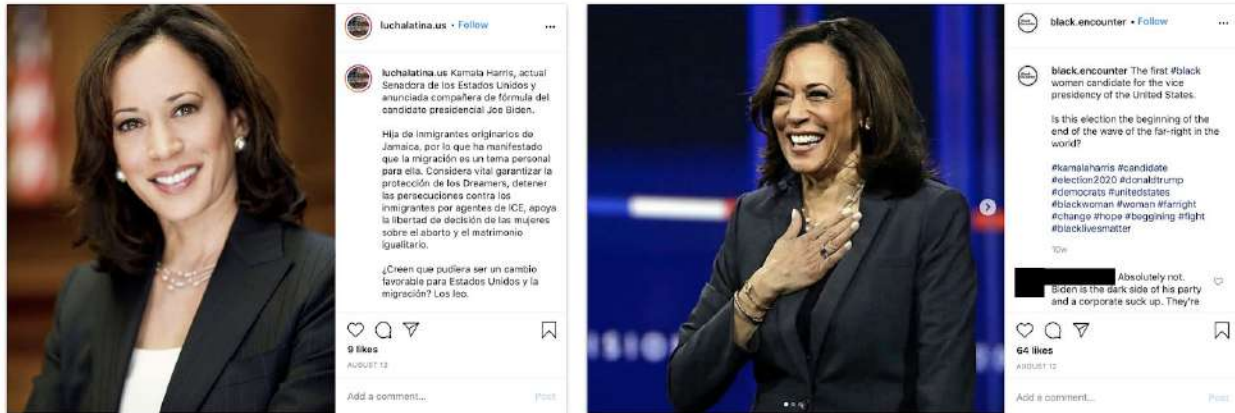 luchalatina.us • Follow
luchalatina.us Kamala Harris, actual
Senadora de los Estados Unidos y
anunciada compañera de fórmula del
candidato presidencial Joe Biden.
Hija de inmigrantes originarios de
Jamaica, por lo que ha manifestado
que la migración es un tema personal
para ella. Considera vital garantizar la
protección de los Dreamers, detener
las persecuciones contra los
inmigrantes por agentes de ICE, apoya
la libertad de decisión de las mujeres
sobre el aborto y el matrimonio
igualitario.
¿Creen que pudiera ser un cambio
favorable para Estados Unidos y la
migración? Los leo.
9 likes
AUGUST 13
Add a comment...
Post
black.encounter • Follow
black.encounter The first #black
women candidate for the vice
presidency of the United States.
Is this election the beginning of the
end of the wave of the far-right in the
world?
#kamalaharris #candidate
#election2020 #donaldtrump
#democrats #unitedstates
#blackwoman #woman #farright
#change #hope #beggining #fight
#blacklivesmatter
10w
Absolutely not.
Biden is the dark side of his party
and a corporate suck up. They're
64 likes
AUGUST 12
Add a comment...
Post